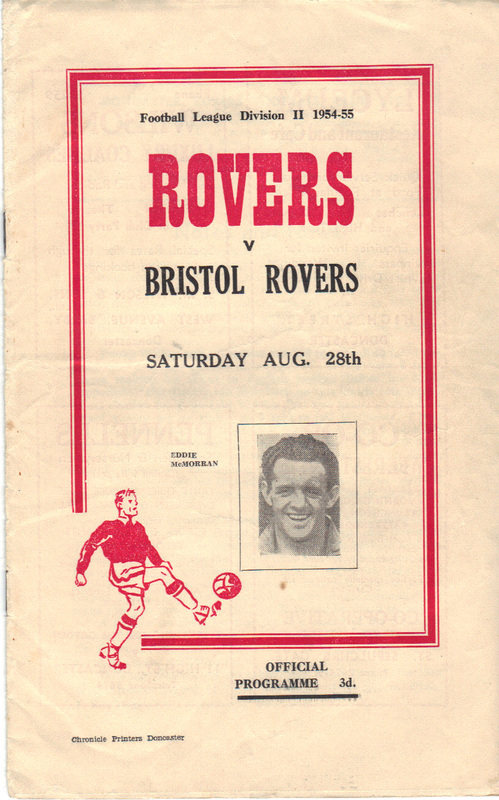 Football League Division II 1954-55
ROVERS
v
BRISTOL ROVERS
SATURDAY AUG. 28th
EDDIE
McMORRAN
OFFICIAL
PROGRAMME 3d.
Chronicle Printers Doncaster